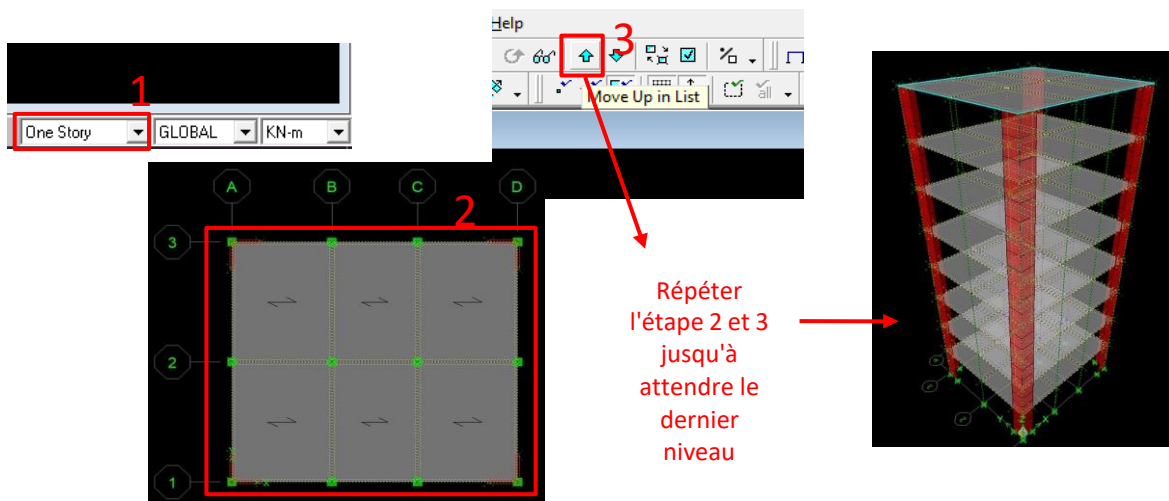 Help
3
Move Up in List
all
1
One Story GLOBAL KN-m
A B C D
2
3
2
1
Répéter
l'étape 2 et 3
jusqu'à
attendre le
dernier
niveau